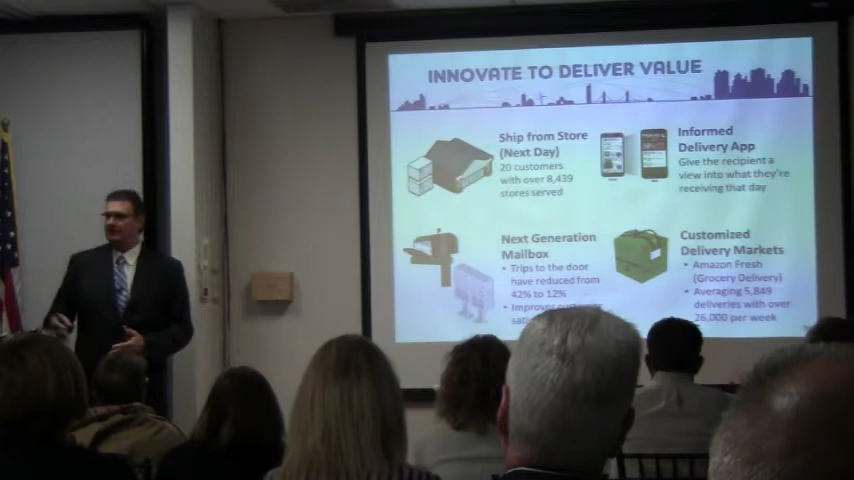 INNOVATE TO DELIVER VALUE
Ship from Store
(Next Day)
20 customers
with over 8,439
stores served
Informed
Delivery App
Give the recipient a
view into what they're
receiving that day
Next Generation
Mailbox
• Trips to the door
have reduced from
42% to 12%
• Improves customer
Customized
Delivery Markets
• Amazon Fresh
(Grocery Delivery)
• Averaging 5,849
deliveries with over
26,000 per week